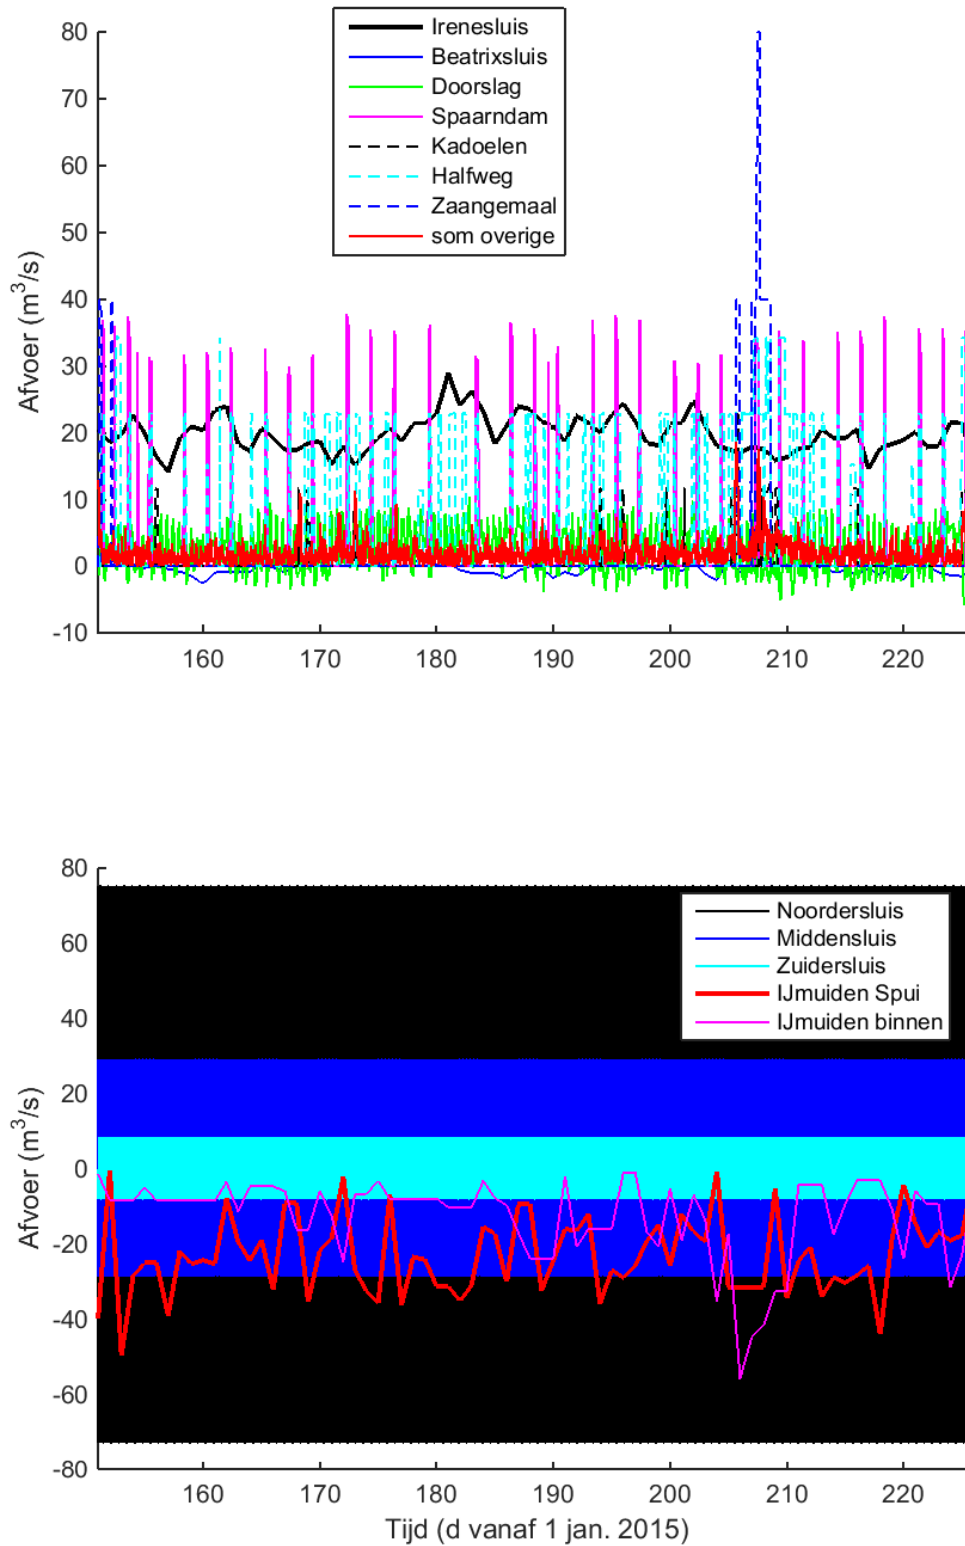 80
70
60
50
40
30
20
10
0
-10
Afvoer (m³/s)
Irenesluis
Beatrixsluis
Doorslag
Spaarndam
Kadoelen
Halfweg
Zaangemaal
som overige
160 170 180 190 200 210 220
80
60
40
20
0
-20
-40
-60
-80
Afvoer (m³/s)
Noordersluis
Middensluis
Zuidersluis
IJmuiden Spui
IJmuiden binnen
160 170 180 190 200 210 220
Tijd (d vanaf 1 jan. 2015)